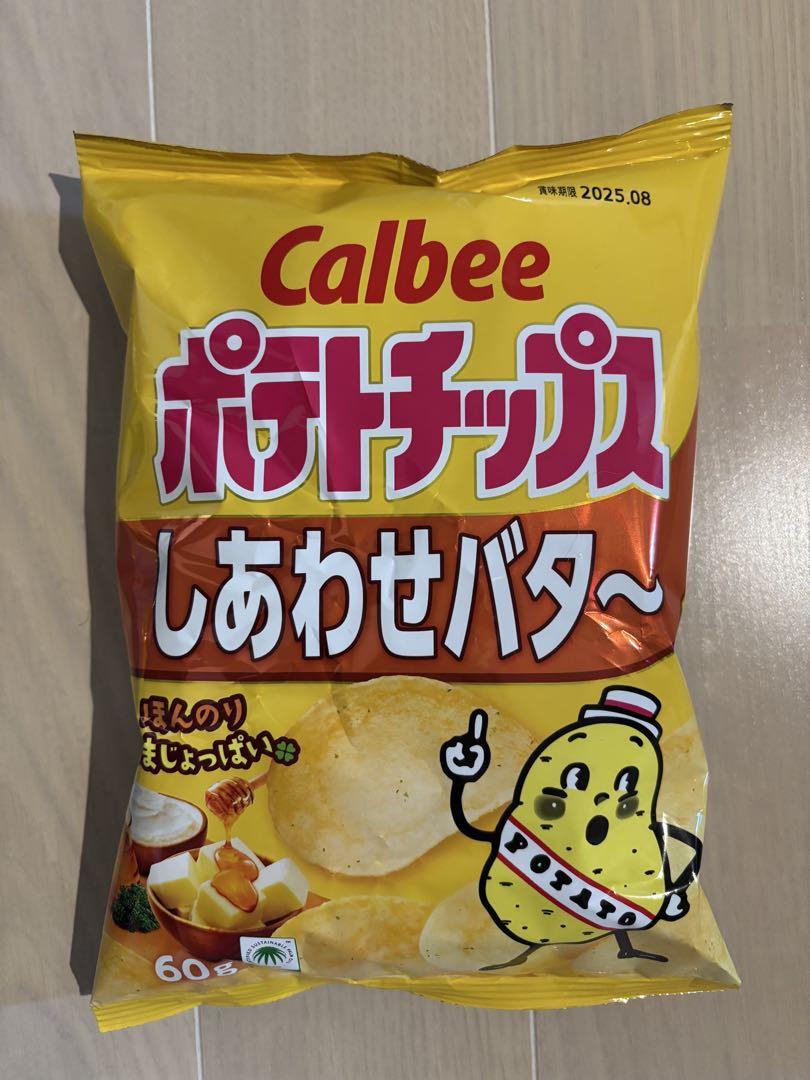 賞味期限 2025.08
Calbee
ポテトチップス
しあわせバタ～
ほんのり
まじょっぱい
POTATO
60g